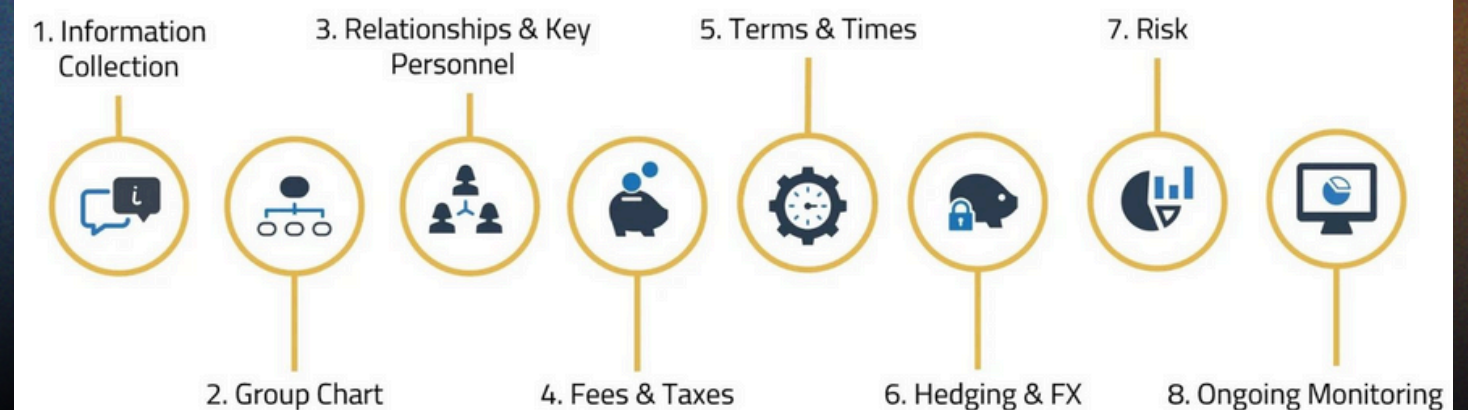 1. Information
Collection
2. Group Chart
3. Relationships & Key
Personnel
4. Fees & Taxes
5. Terms & Times
6. Hedging & FX
7. Risk
8. Ongoing Monitoring
i